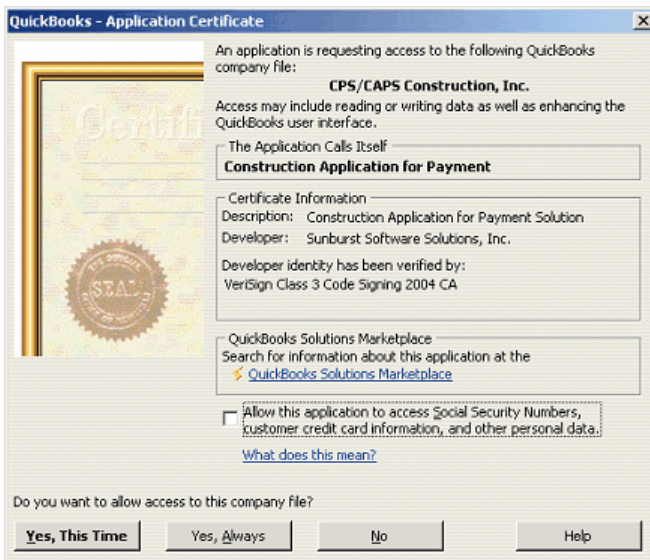 QuickBooks - Application Certificate
An application is requesting access to the following QuickBooks
company file:
CPS/CAPS Construction, Inc.
Access may include reading or writing data as well as enhancing the
QuickBooks user interface.
The Application Calls Itself
Construction Application for Payment
Certificate Information
Description: Construction Application for Payment Solution
Developer: Sunburst Software Solutions, Inc.
Developer identity has been verified by:
VeriSign Class 3 Code Signing 2004 CA
SEAL
QuickBooks Solutions Marketplace
Search for information about this application at the
QuickBooks Solutions Marketplace
Allow this application to access Social Security Numbers,
customer credit card information, and other personal data.
What does this mean?
Do you want to allow access to this company file?
Yes, This Time
Yes, Always
No
Help